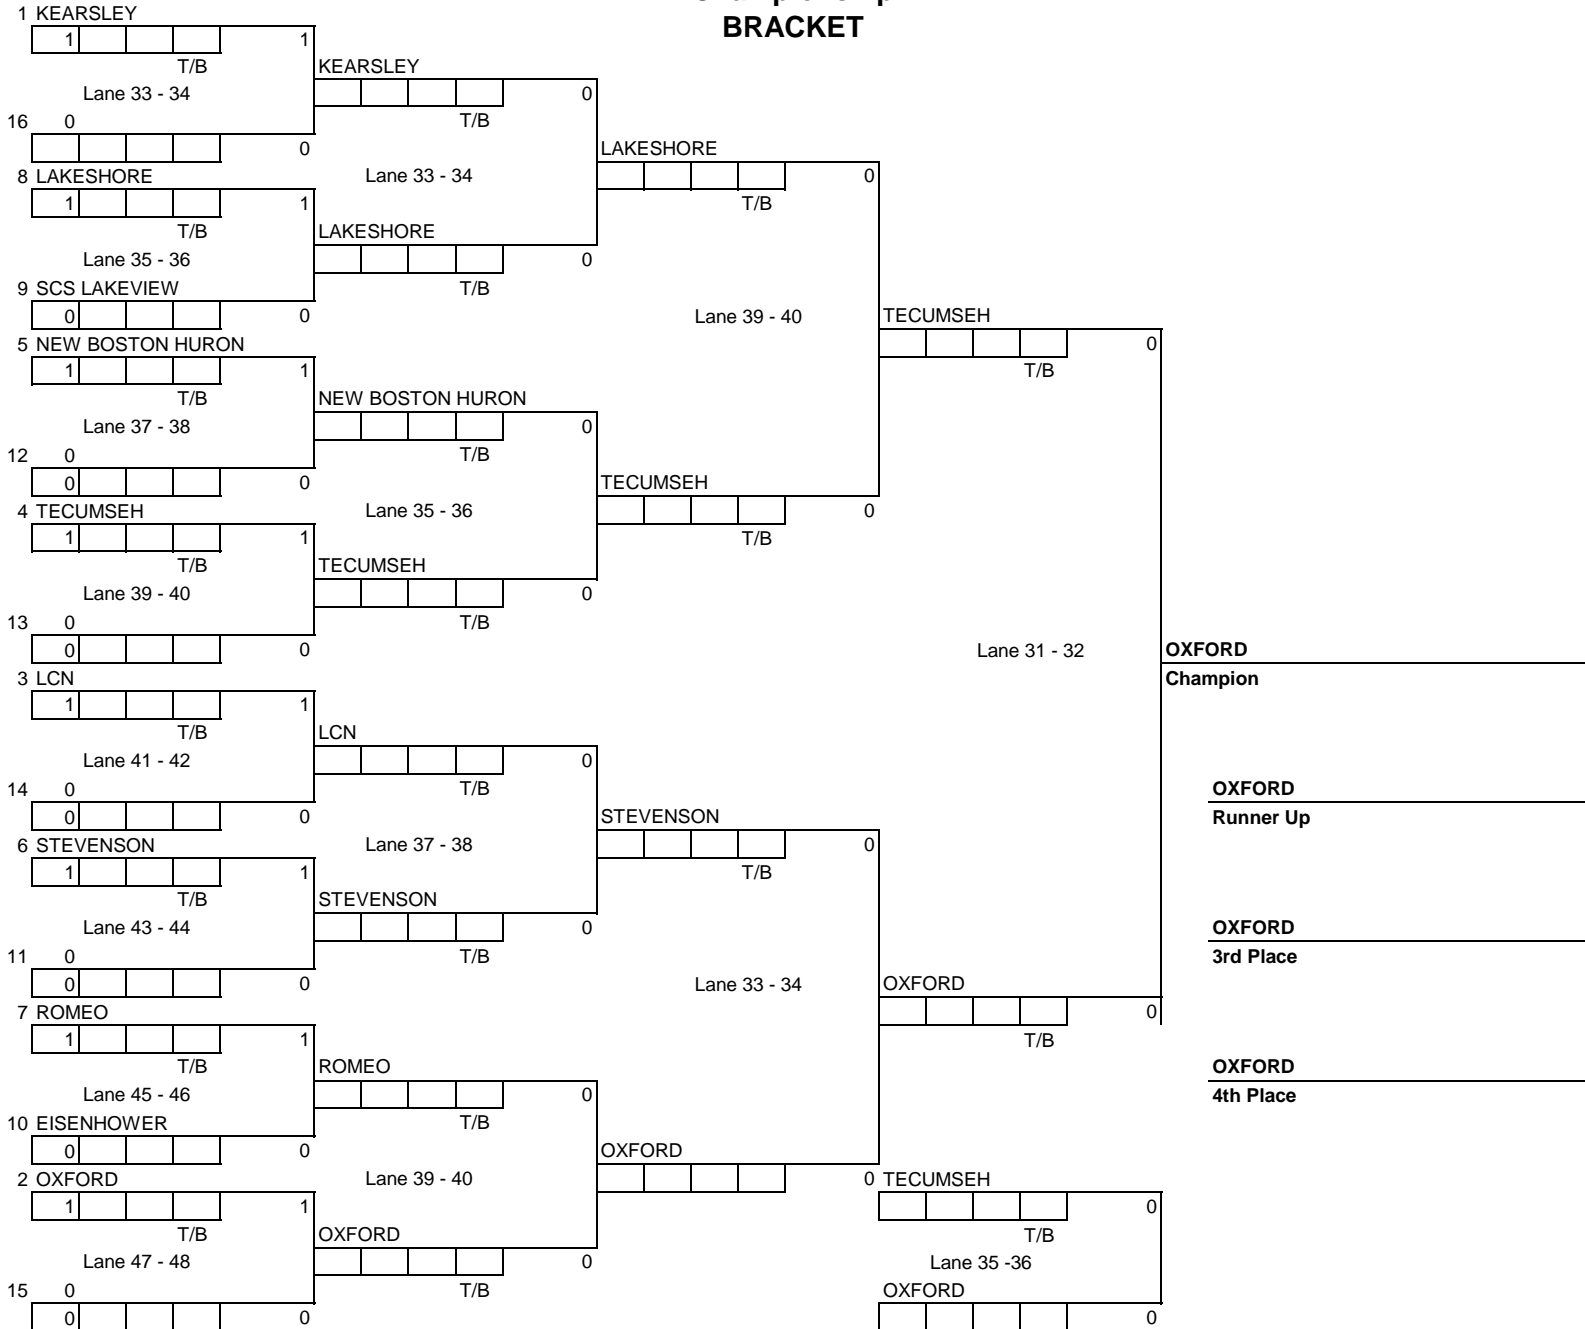 BRACKET
1 KEARSLEY
1 1
T/B
Lane 33 - 34
16 0
0
8 LAKESHORE
1 1
T/B
Lane 35 - 36
9 SCS LAKEVIEW
0 0
5 NEW BOSTON HURON
1 1
T/B
Lane 37 - 38
12 0
0 0
4 TECUMSEH
1 1
T/B
Lane 39 - 40
13 0
0 0
3 LCN
1 1
T/B
Lane 41 - 42
14 0
0 0
6 STEVENSON
1 1
T/B
Lane 43 - 44
11 0
0 0
7 ROMEO
1 1
T/B
Lane 45 - 46
10 EISENHOWER
0 0
2 OXFORD
1 1
T/B
Lane 47 - 48
15 0
0 0
KEARSLEY
0
T/B
Lane 33 - 34
LAKESHORE
0
T/B
NEW BOSTON HURON
0
T/B
Lane 35 - 36
TECUMSEH
0
T/B
LCN
0
T/B
Lane 37 - 38
STEVENSON
0
T/B
ROMEO
0
T/B
Lane 39 - 40
OXFORD
0
T/B
LAKESHORE
0
T/B
Lane 39 - 40
TECUMSEH
0
T/B
STEVENSON
0
T/B
Lane 33 - 34
OXFORD
0
TECUMSEH
0
T/B
Lane 31 - 32
OXFORD
0
T/B
TECUMSEH
0
T/B
Lane 35 -36
OXFORD
0
OXFORD
Champion
OXFORD
Runner Up
OXFORD
3rd Place
OXFORD
4th Place